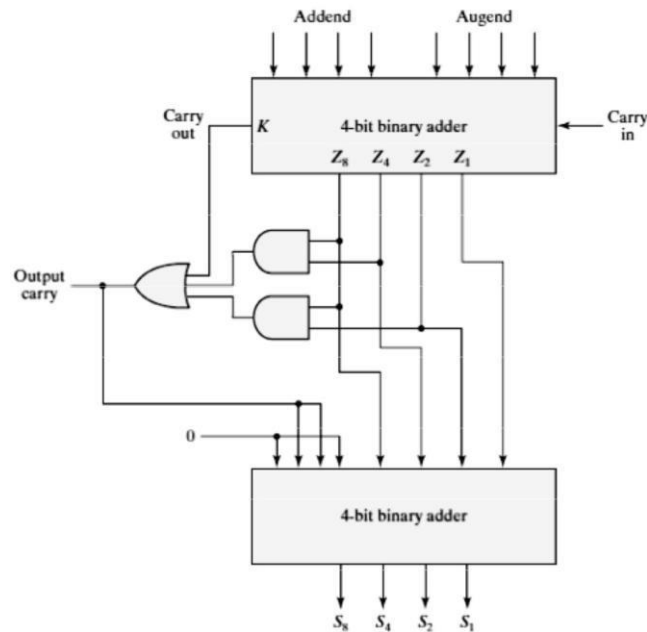 Addend Augend
Carry out
K
4-bit binary adder
Carry in
Z8 Z4 Z2 Z1
Output carry
0
4-bit binary adder
S8 S4 S2 S1